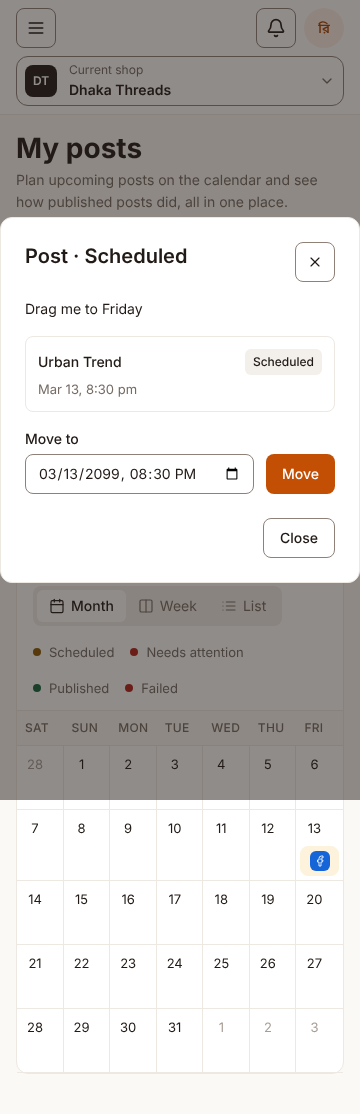 রি
DT
Current shop
Dhaka Threads
My posts
Plan upcoming posts on the calendar and see
how published posts did, all in one place.
Post · Scheduled
Drag me to Friday
Urban Trend
Scheduled
Mar 13, 8:30 pm
Move to
03/13/2099, 08:30 PM
Move
Close
Month
Week
List
Scheduled
Needs attention
Published
Failed
SAT SUN MON TUE WED THU FRI
28 1 2 3 4 5 6
7 8 9 10 11 12 13
14 15 16 17 18 19 20
21 22 23 24 25 26 27
28 29 30 31 1 2 3